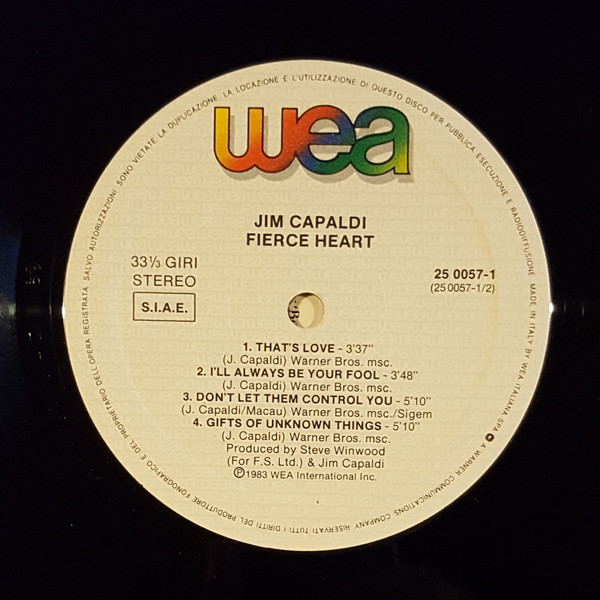 SONO VIETATE LA DUPLICAZIONE, LA LOCAZIONE E L'UTILIZZAZIONE DI QUESTO DISCO PER PUBBLICA ESECUZIONE E RADIODIFFUSIONE. MADE IN ITALY BY WEA ITALIANA SPA
A WARNER COMMUNICATIONS COMPANY
RISERVATI TUTTI I DIRITTI DEL PRODUTTORE FONOGRAFICO E DEL PROPRIETARIO DELL'OPERA REGISTRATA. SALVO AUTORIZZAZIONI
wea
JIM CAPALDI
FIERCE HEART
33⅓ GIRI
STEREO
S.I.A.E.
25 0057-1
(25 0057-1/2)
1. THAT'S LOVE - 3'37"
(J. Capaldi) Warner Bros. msc.
2. I'LL ALWAYS BE YOUR FOOL - 3'48"
(J. Capaldi) Warner Bros. msc.
3. DON'T LET THEM CONTROL YOU - 5'10"
(J. Capaldi/Macau) Warner Bros. msc./Sigem
4. GIFTS OF UNKNOWN THINGS - 5'10"
(J. Capaldi) Warner Bros. msc.
Produced by Steve Winwood
(For F.S. Ltd.) & Jim Capaldi
Ⓟ1983 WEA International Inc.